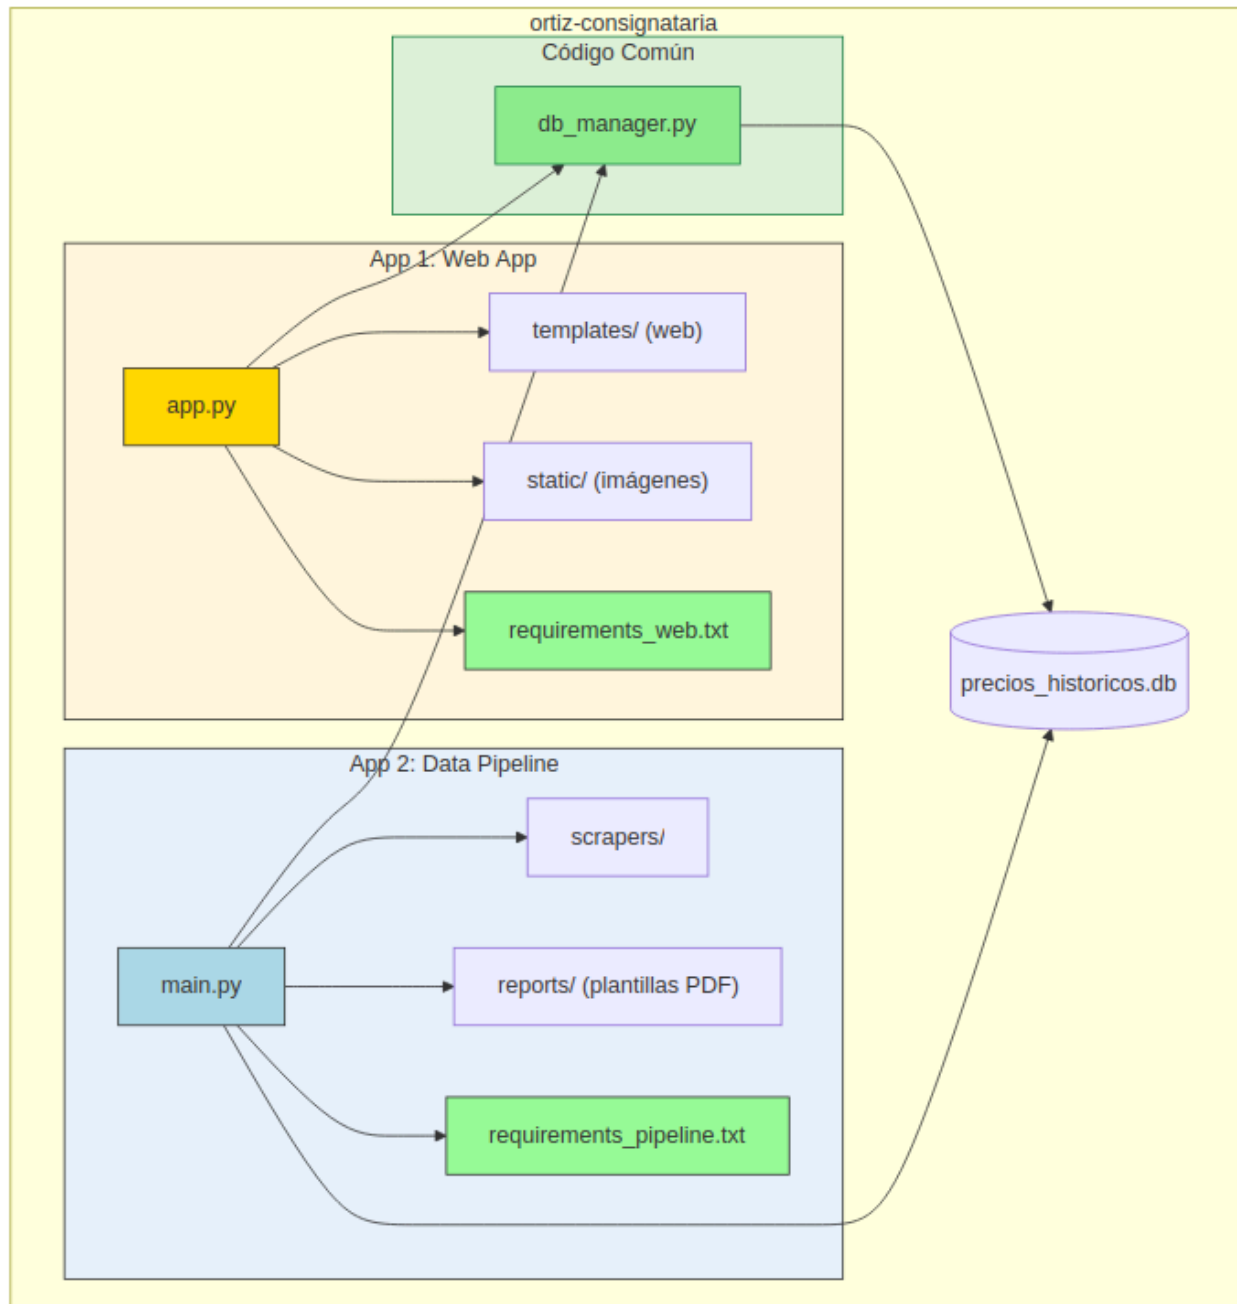 ortiz-consignataria
Código Común
db_manager.py
App 1: Web App
templates/ (web)
app.py
static/ (imágenes)
requirements_web.txt
precios_historicos.db
App 2: Data Pipeline
scrapers/
main.py
reports/ (plantillas PDF)
requirements_pipeline.txt